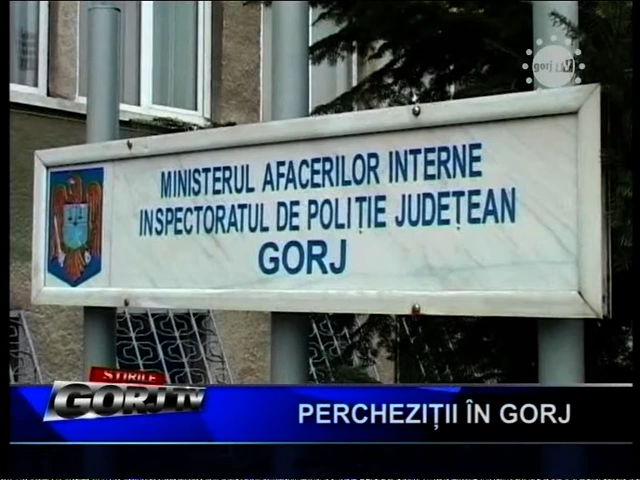 gorj TV
MINISTERUL AFACERILOR INTERNE
INSPECTORATUL DE POLIȚIE JUDEȚEAN
GORJ
ȘTIRILE
GORJ TV
PERCHEZIȚII ÎN GORJ